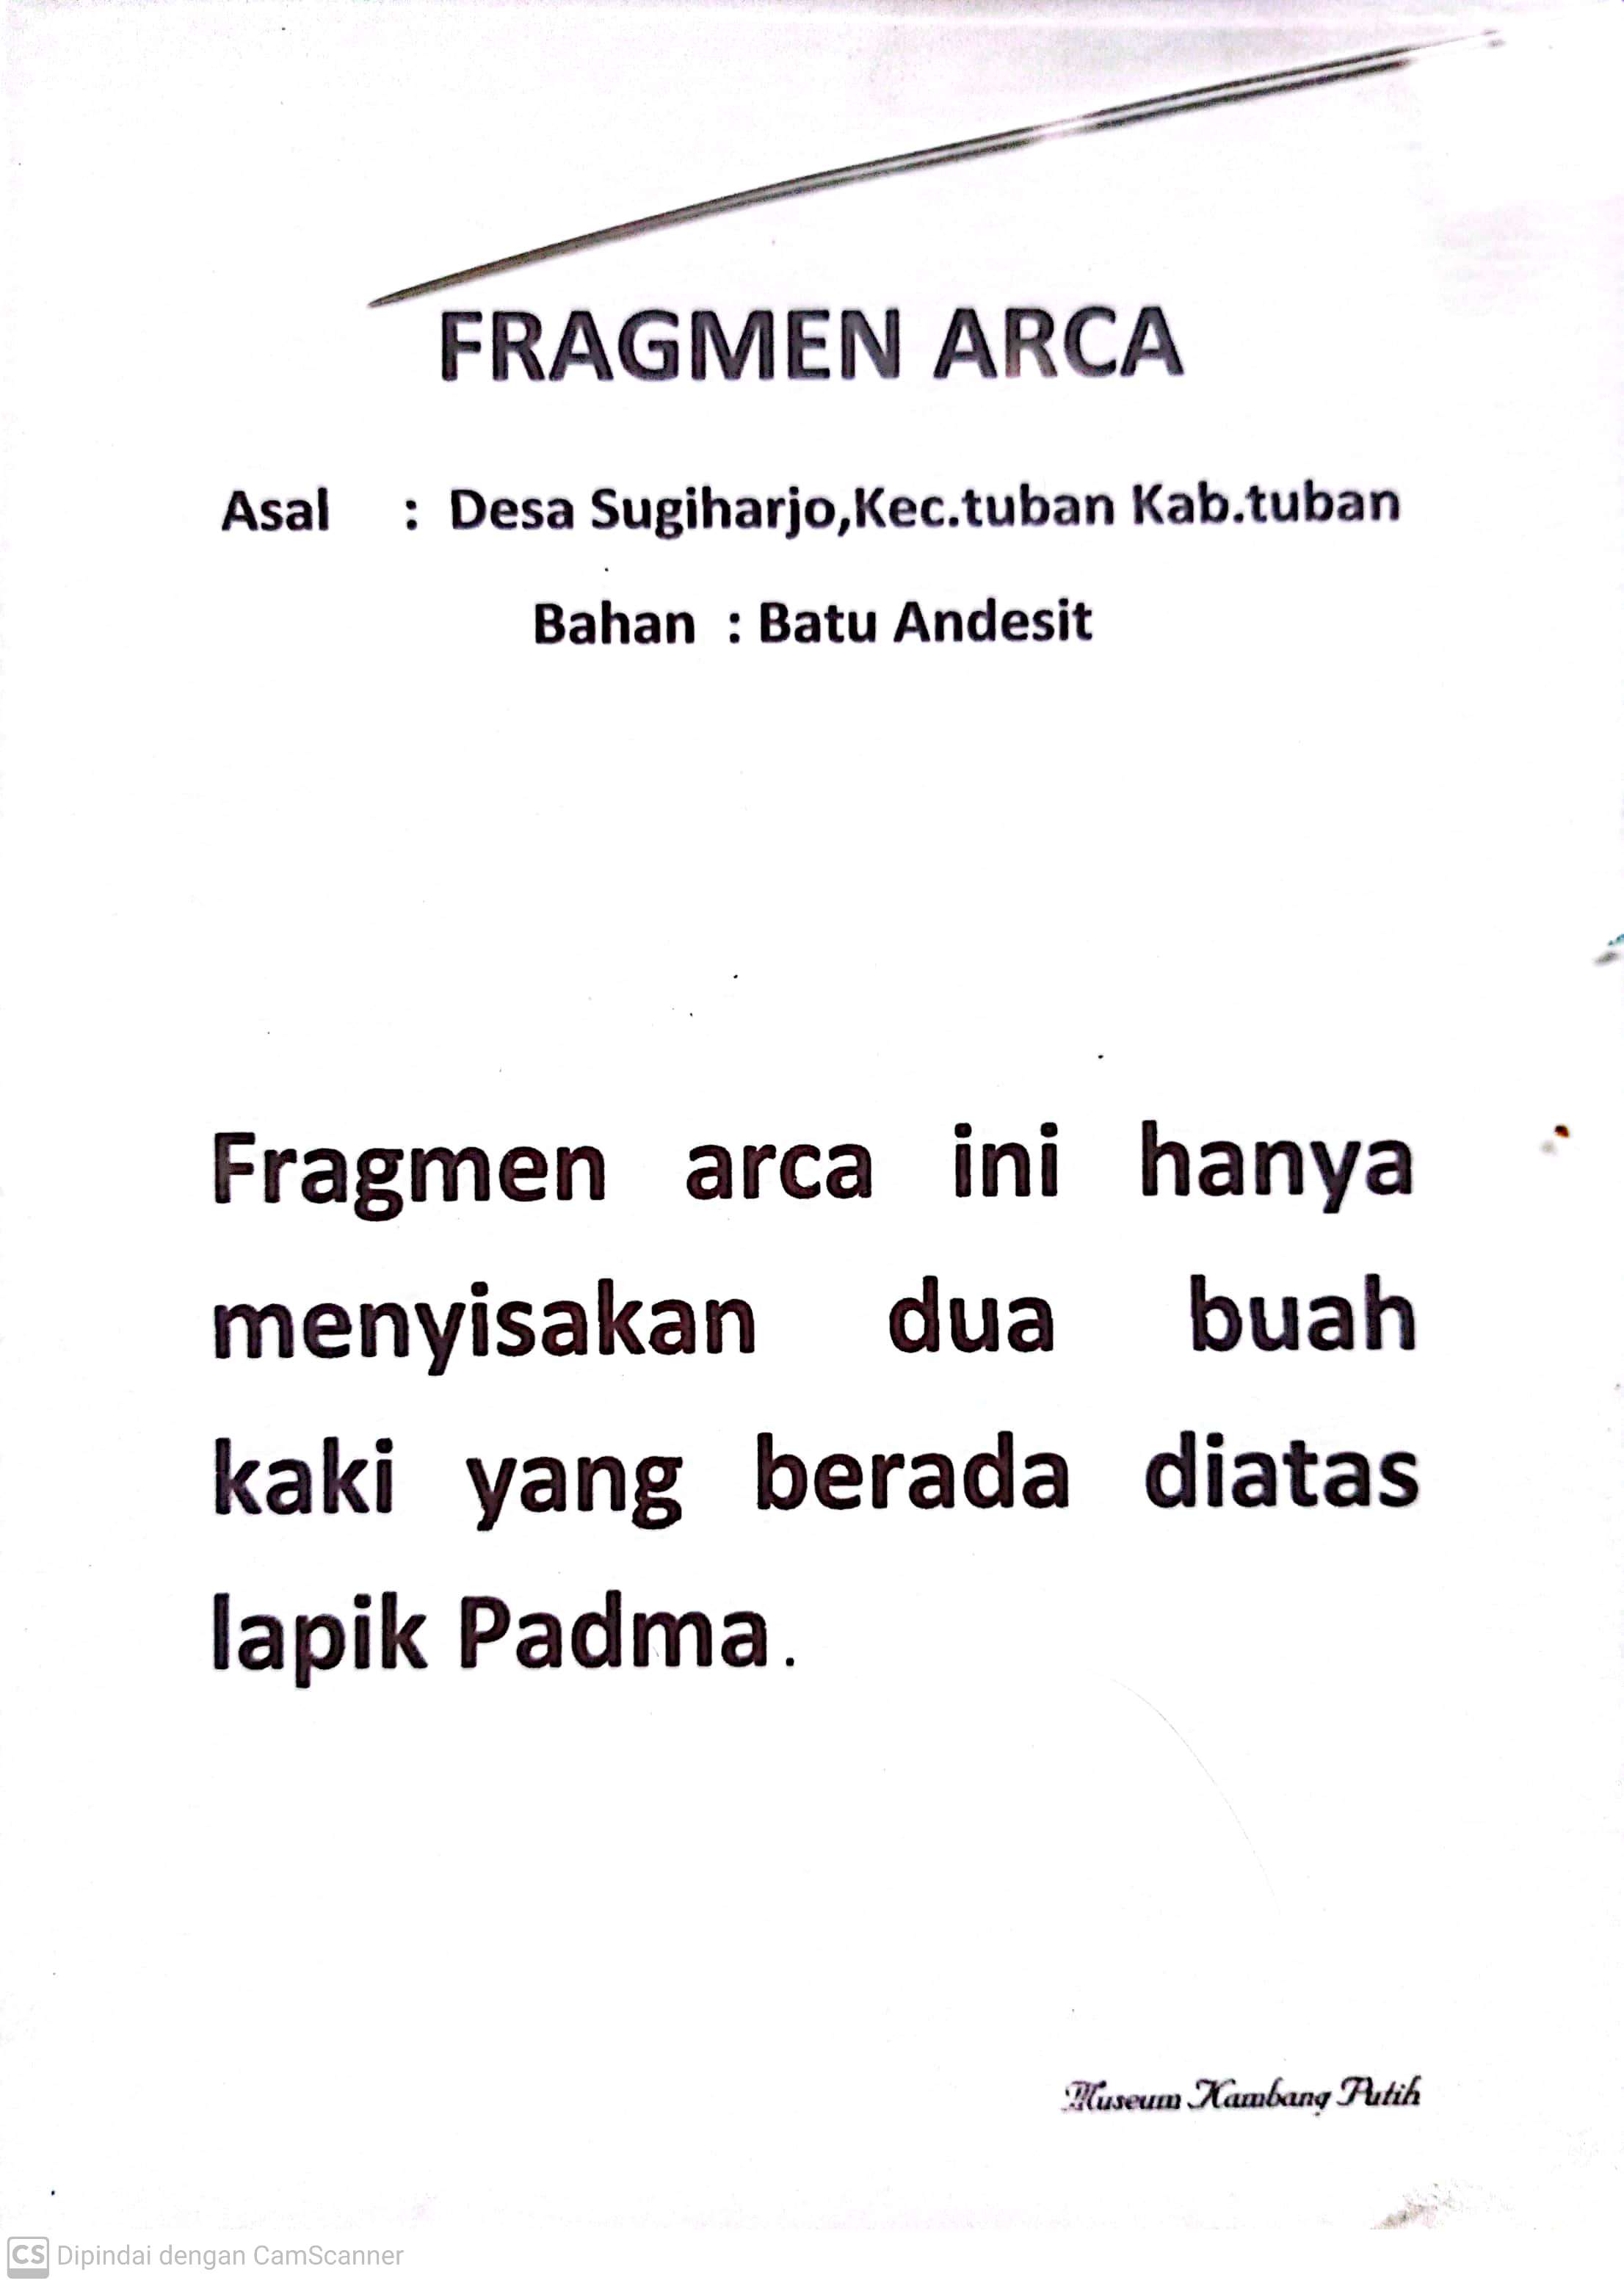 FRAGMEN ARCA
Asal : Desa Sugiharjo,Kec.tuban Kab.tuban
Bahan : Batu Andesit
Fragmen arca ini hanya
menyisakan dua buah
kaki yang berada diatas
lapik Padma.
Museum Kambang Putih
CS Dipindai dengan CamScanner